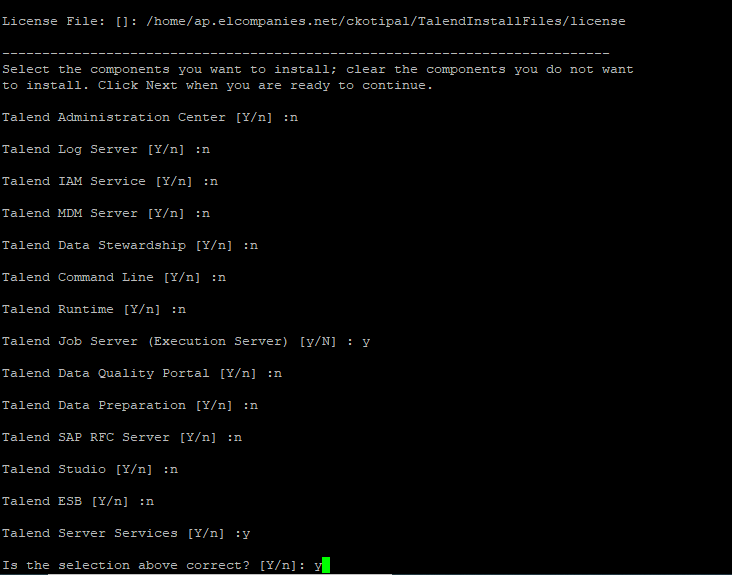 License File: []: /home/ap.elcompanies.net/ckotipal/TalendInstallFiles/license
----------------------------------------------------------------------------
Select the components you want to install; clear the components you do not want
to install. Click Next when you are ready to continue.
Talend Administration Center [Y/n] :n
Talend Log Server [Y/n] :n
Talend IAM Service [Y/n] :n
Talend MDM Server [Y/n] :n
Talend Data Stewardship [Y/n] :n
Talend Command Line [Y/n] :n
Talend Runtime [Y/n] :n
Talend Job Server (Execution Server) [y/N] : y
Talend Data Quality Portal [Y/n] :n
Talend Data Preparation [Y/n] :n
Talend SAP RFC Server [Y/n] :n
Talend Studio [Y/n] :n
Talend ESB [Y/n] :n
Talend Server Services [Y/n] :y
Is the selection above correct? [Y/n]: y